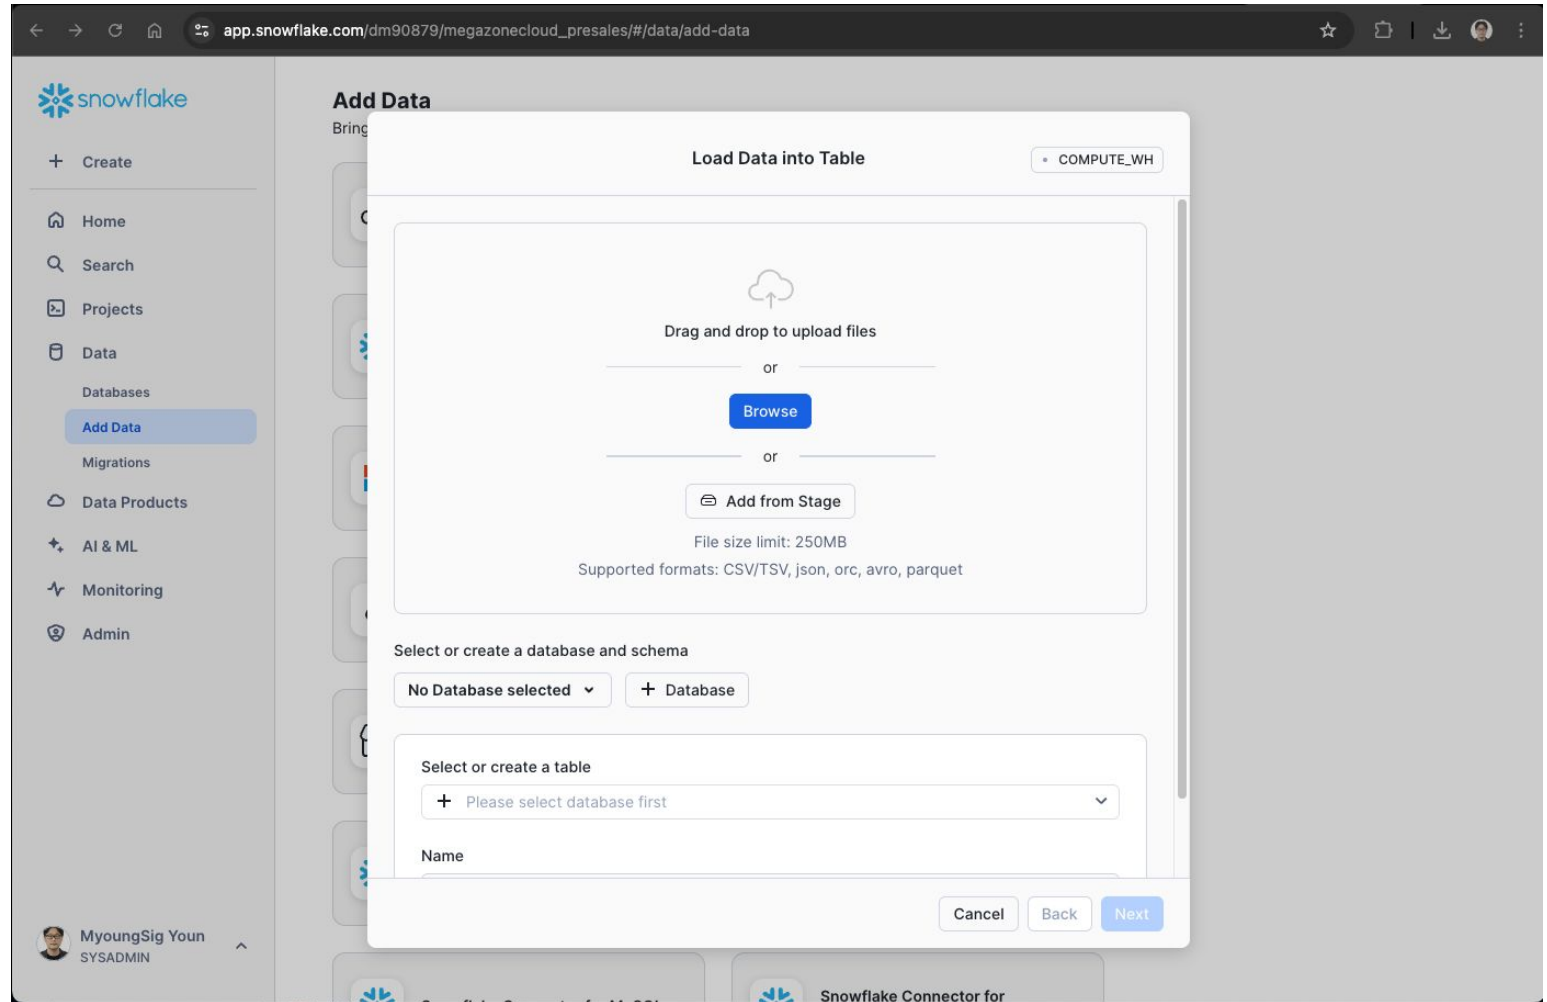 app.snowflake.com/dm90879/megazonecloud_presales/#/data/add-data
snowflake
Create
Home
Search
Projects
Data
Databases
Add Data
Migrations
Data Products
AI & ML
Monitoring
Admin
MyoungSig Youn
SYSADMIN
Add Data
Bring
Load Data into Table
COMPUTE_WH
Drag and drop to upload files
or
Browse
or
Add from Stage
File size limit: 250MB
Supported formats: CSV/TSV, json, orc, avro, parquet
Select or create a database and schema
No Database selected
+ Database
Select or create a table
+ Please select database first
Name
Cancel
Back
Next
Snowflake Connector for